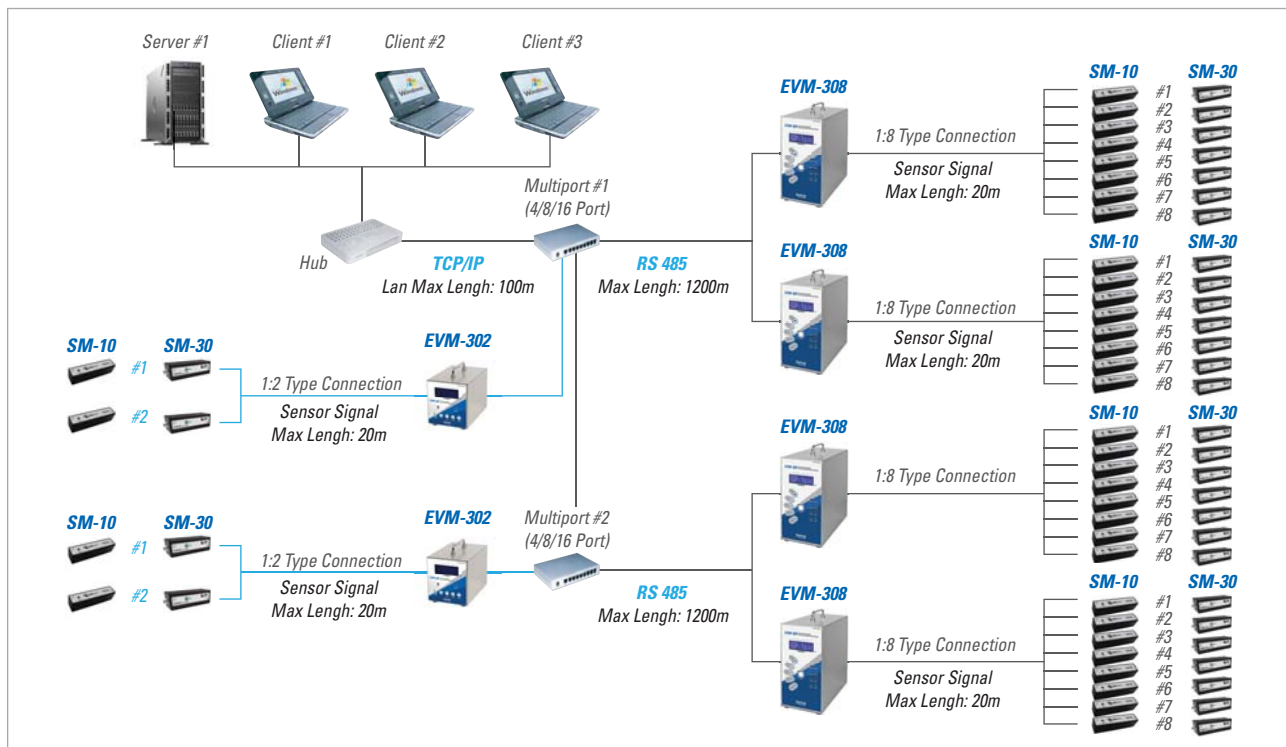 Server #1
Client #1
Client #2
Client #3
Windows
Windows
Windows
Hub
Multiport #1
(4/8/16 Port)
TCP/IP
Lan Max Lengh: 100m
RS 485
Max Lengh: 1200m
EVM-308
1:8 Type Connection
Sensor Signal
Max Lengh: 20m
SM-10
SM-30
#1
#2
#3
#4
#5
#6
#7
#8
EVM-308
1:8 Type Connection
Sensor Signal
Max Lengh: 20m
SM-10
SM-30
#1
#2
#3
#4
#5
#6
#7
#8
SM-10
SM-30
#1
#2
1:2 Type Connection
Sensor Signal
Max Lengh: 20m
EVM-302
SM-10
SM-30
#1
#2
1:2 Type Connection
Sensor Signal
Max Lengh: 20m
EVM-302
Multiport #2
(4/8/16 Port)
RS 485
Max Lengh: 1200m
EVM-308
1:8 Type Connection
SM-10
SM-30
#1
#2
#3
#4
#5
#6
#7
#8
EVM-308
1:8 Type Connection
Sensor Signal
Max Lengh: 20m
SM-10
SM-30
#1
#2
#3
#4
#5
#6
#7
#8